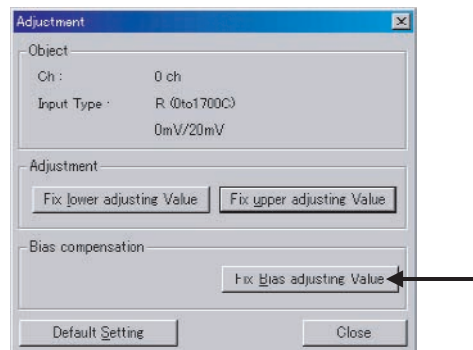 Adjustment
Object
Ch :
0 ch
Input Type :
R (0to1700C)
0mV/20mV
Adjustment
Fix lower adjusting Value
Fix upper adjusting Value
Bias compensation
Fix Bias adjusting Value
Default Setting
Close